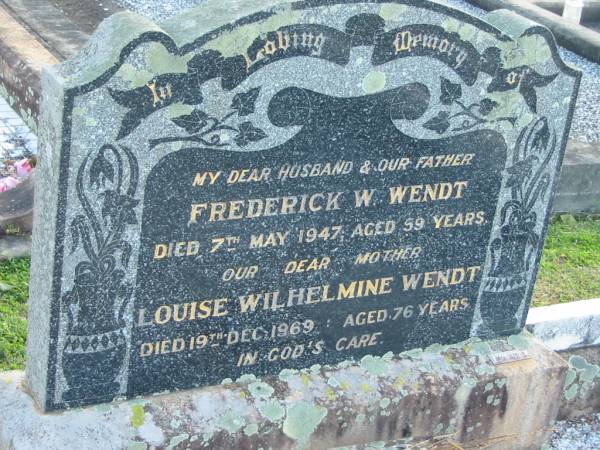 In Loving Memory of
MY DEAR HUSBAND & OUR FATHER
FREDERICK W. WENDT
DIED 7TH MAY 1947, AGED 59 YEARS.
OUR DEAR MOTHER
LOUISE WILHELMINE WENDT
DIED 19TH DEC. 1969 AGED 76 YEARS
IN GOD'S CARE.